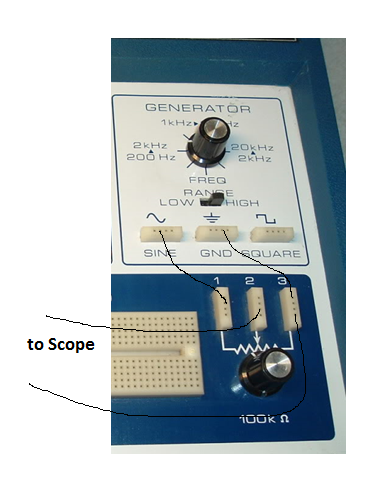 GENERATOR
1kHz
Hz
2kHz
200 Hz
20kHz
2kHz
FREQ
RANGE
LOW HIGH
SINE GND SQUARE
1 2 3
to Scope
100k Ω